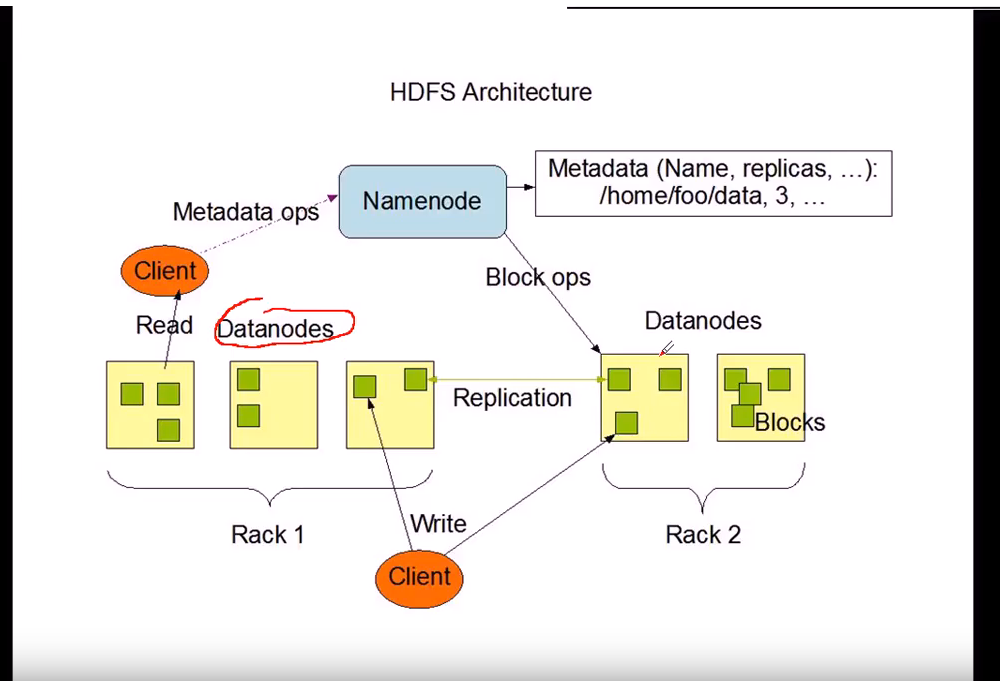 HDFS Architecture
Metadata (Name, replicas, ...):
/home/foo/data, 3, ...
Namenode
Metadata ops
Client
Block ops
Read
Datanodes
Datanodes
Replication
Blocks
Rack 1
Write
Rack 2
Client